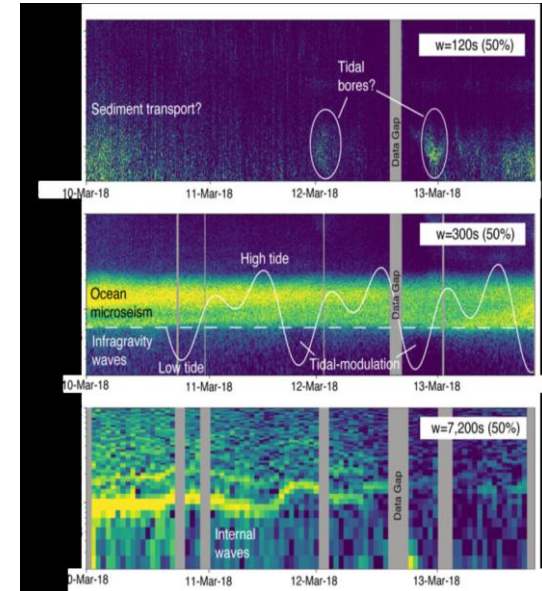 w=120s (50%)
Tidal
bores?
Sediment transport?
Data Gap
10-Mar-18 11-Mar-18 12-Mar-18 13-Mar-18
w=300s (50%)
High tide
Data Gap
Ocean
microseism
Infragravity
waves
Low tide
Tidal-modulation
10-Mar-18 11-Mar-18 12-Mar-18 13-Mar-18
w=7,200s (50%)
Data Gap
Internal
waves
0-Mar-18 11-Mar-18 12-Mar-18 13-Mar-18